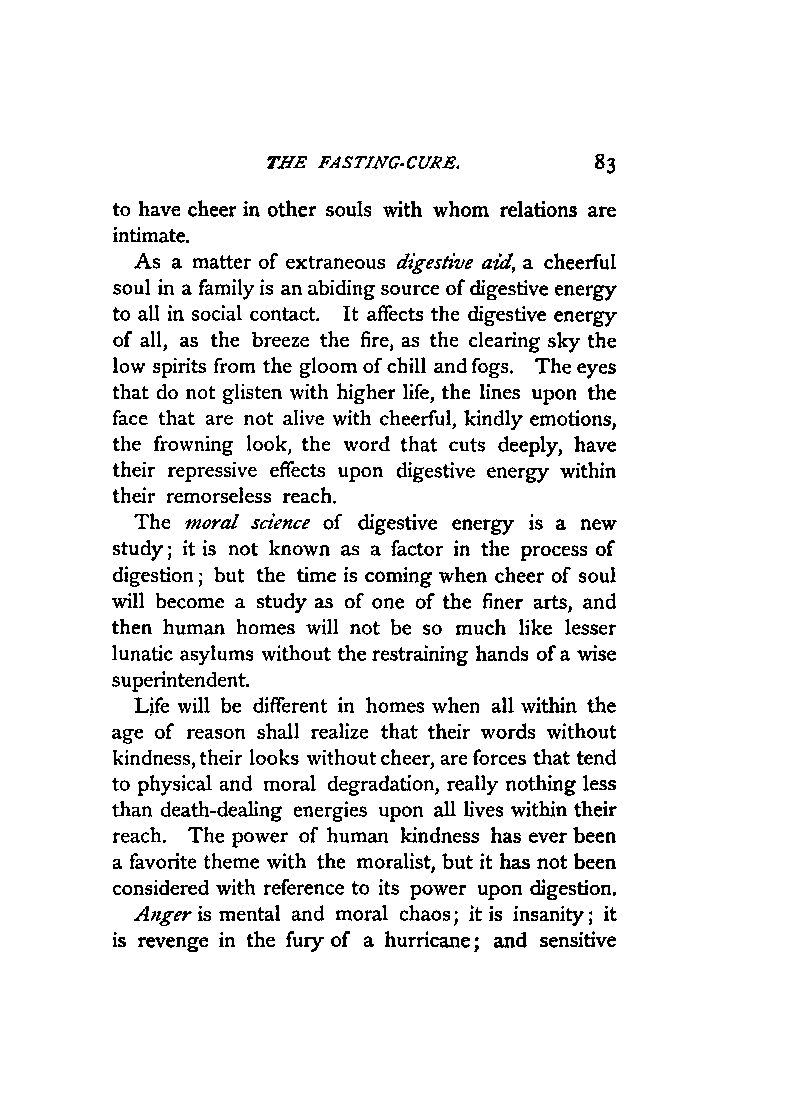 THE FASTING-CURE. 83
to have cheer in other souls with whom relations are
intimate.
As a matter of extraneous digestive aid, a cheerful
soul in a family is an abiding source of digestive energy
to all in social contact. It affects the digestive energy
of all, as the breeze the fire, as the clearing sky the
low spirits from the gloom of chill and fogs. The eyes
that do not glisten with higher life, the lines upon the
face that are not alive with cheerful, kindly emotions,
the frowning look, the word that cuts deeply, have
their repressive effects upon digestive energy within
their remorseless reach.
The moral science of digestive energy is a new
study; it is not known as a factor in the process of
digestion; but the time is coming when cheer of soul
will become a study as of one of the finer arts, and
then human homes will not be so much like lesser
lunatic asylums without the restraining hands of a wise
superintendent.
Life will be different in homes when all within the
age of reason shall realize that their words without
kindness, their looks without cheer, are forces that tend
to physical and moral degradation, really nothing less
than death-dealing energies upon all lives within their
reach. The power of human kindness has ever been
a favorite theme with the moralist, but it has not been
considered with reference to its power upon digestion.
Anger is mental and moral chaos; it is insanity; it
is revenge in the fury of a hurricane; and sensitive